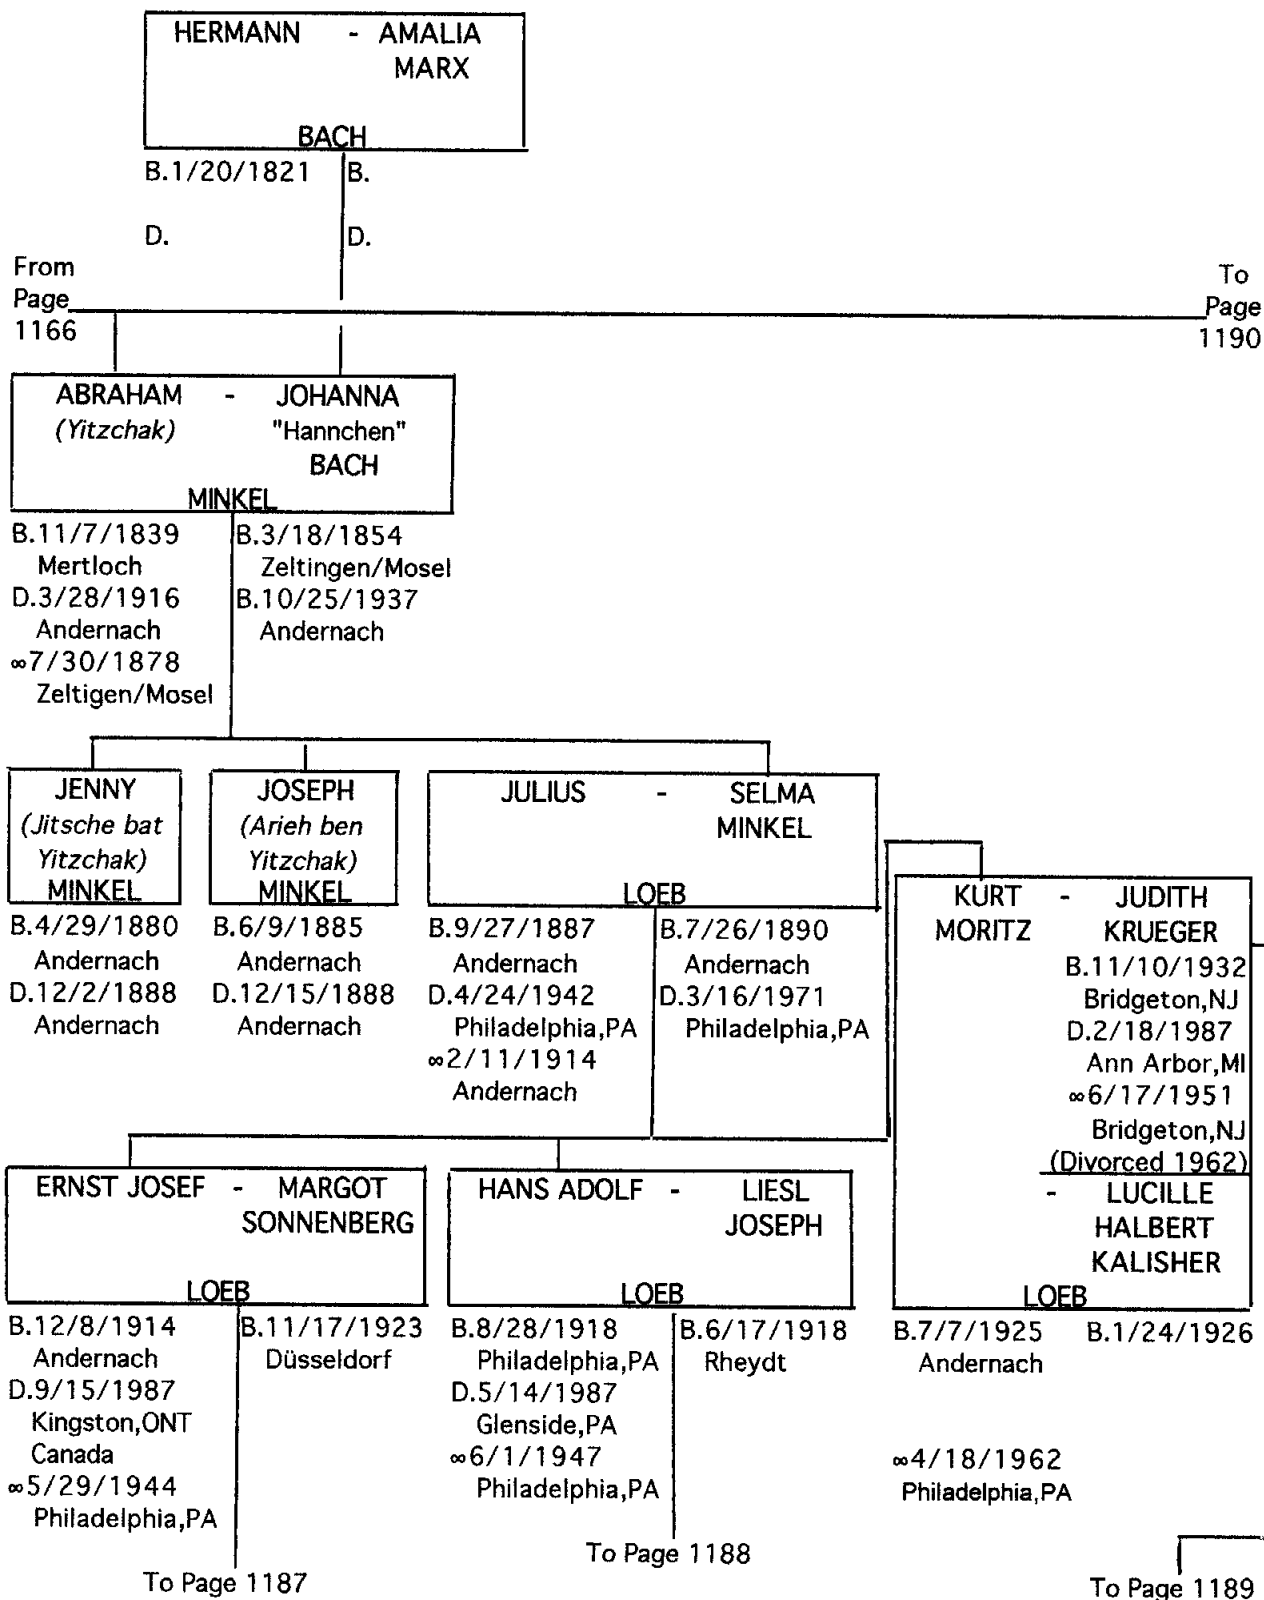 HERMANN - AMALIA
MARX
BACH
B.1/20/1821 B.
D. D.
From
Page
1166
To
Page
1190
ABRAHAM - JOHANNA
(Yitzchak) "Hannchen"
BACH
MINKEL
B.11/7/1839 B.3/18/1854
Mertloch Zeltingen/Mosel
D.3/28/1916 B.10/25/1937
Andernach Andernach
∞7/30/1878
Zeltigen/Mosel
JENNY
(Jitsche bat
Yitzchak)
MINKEL
B.4/29/1880
Andernach
D.12/2/1888
Andernach
JOSEPH
(Arieh ben
Yitzchak)
MINKEL
B.6/9/1885
Andernach
D.12/15/1888
Andernach
JULIUS - SELMA
MINKEL
LOEB
B.9/27/1887 B.7/26/1890
Andernach Andernach
D.4/24/1942 D.3/16/1971
Philadelphia,PA Philadelphia,PA
∞2/11/1914
Andernach
KURT - JUDITH
MORITZ KRUEGER
B.11/10/1932
Bridgeton,NJ
D.2/18/1987
Ann Arbor,MI
∞6/17/1951
Bridgeton,NJ
(Divorced 1962)
- LUCILLE
HALBERT
KALISHER
LOEB
B.7/7/1925 B.1/24/1926
Andernach
∞4/18/1962
Philadelphia,PA
To Page 1189
ERNST JOSEF - MARGOT
SONNENBERG
LOEB
B.12/8/1914 B.11/17/1923
Andernach Düsseldorf
D.9/15/1987
Kingston,ONT
Canada
∞5/29/1944
Philadelphia,PA
To Page 1187
HANS ADOLF - LIESL
JOSEPH
LOEB
B.8/28/1918 B.6/17/1918
Philadelphia,PA Rheydt
D.5/14/1987
Glenside,PA
∞6/1/1947
Philadelphia,PA
To Page 1188